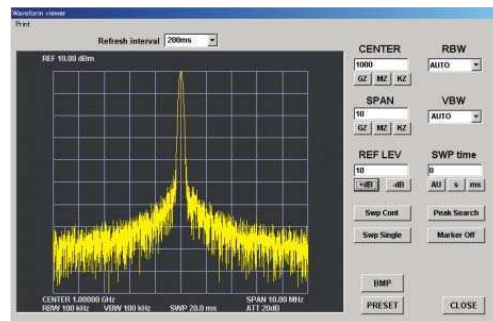 Waveform viewer
Print
Refresh interval 200ms
REF 10.00 dBm
CENTER 1.00000 GHz SPAN 10.00 MHz
RBW 100 kHz VBW 100 kHz SWP 20.0 ms ATT 20dB
CENTER RBW
1000 AUTO
GZ MZ KZ
SPAN VBW
10 AUTO
GZ MZ KZ
REF LEV SWP time
10 0
+dB -dB AU s ms
Swp Cont Peak Search
Swp Single Marker Off
BMP
PRESET CLOSE